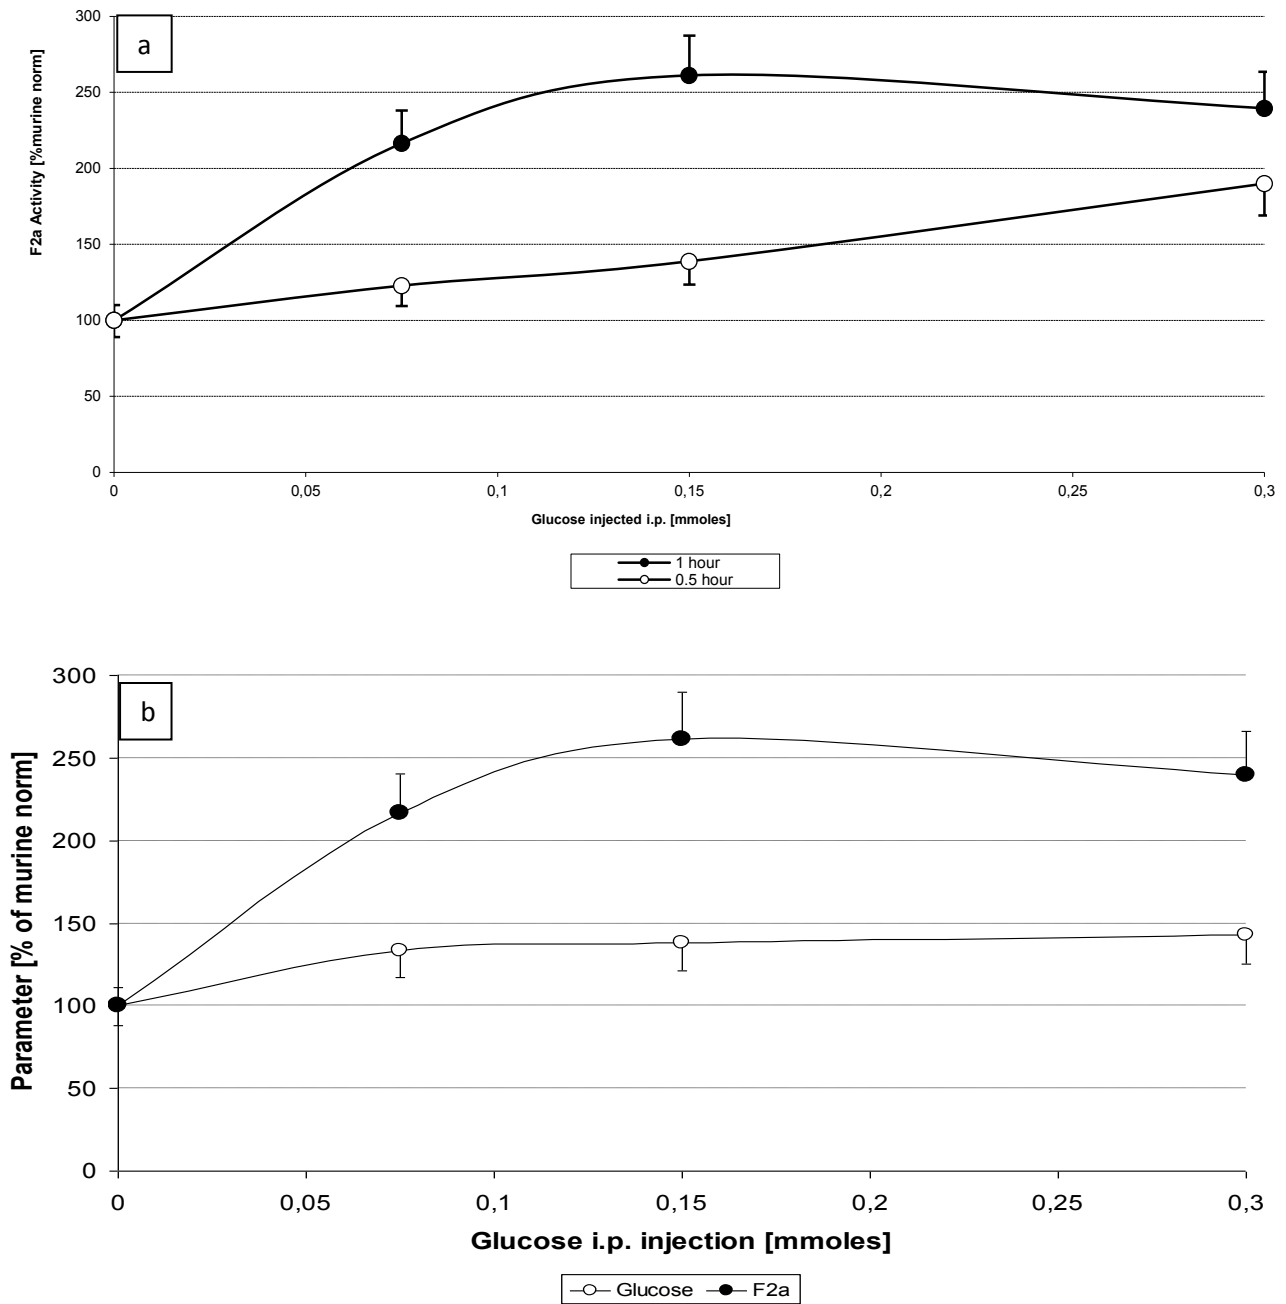 a
F2a Activity [%murine norm]
300
250
200
150
100
50
0
0
0,05
0,1
0,15
0,2
0,25
0,3
Glucose injected i.p. [mmoles]
1 hour
0.5 hour
b
Parameter [% of murine norm]
300
250
200
150
100
50
0
0
0,05
0,1
0,15
0,2
0,25
0,3
Glucose i.p. injection [mmoles]
Glucose
F2a